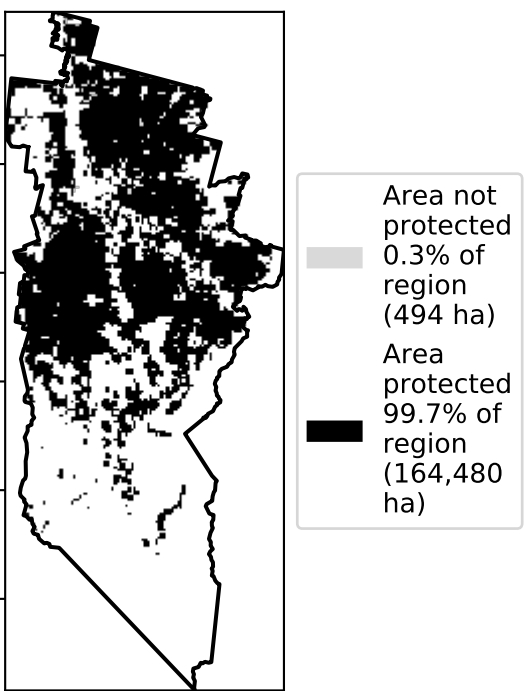 Area not
protected
0.3% of
region
(494 ha)
Area
protected
99.7% of
region
(164,480
ha)